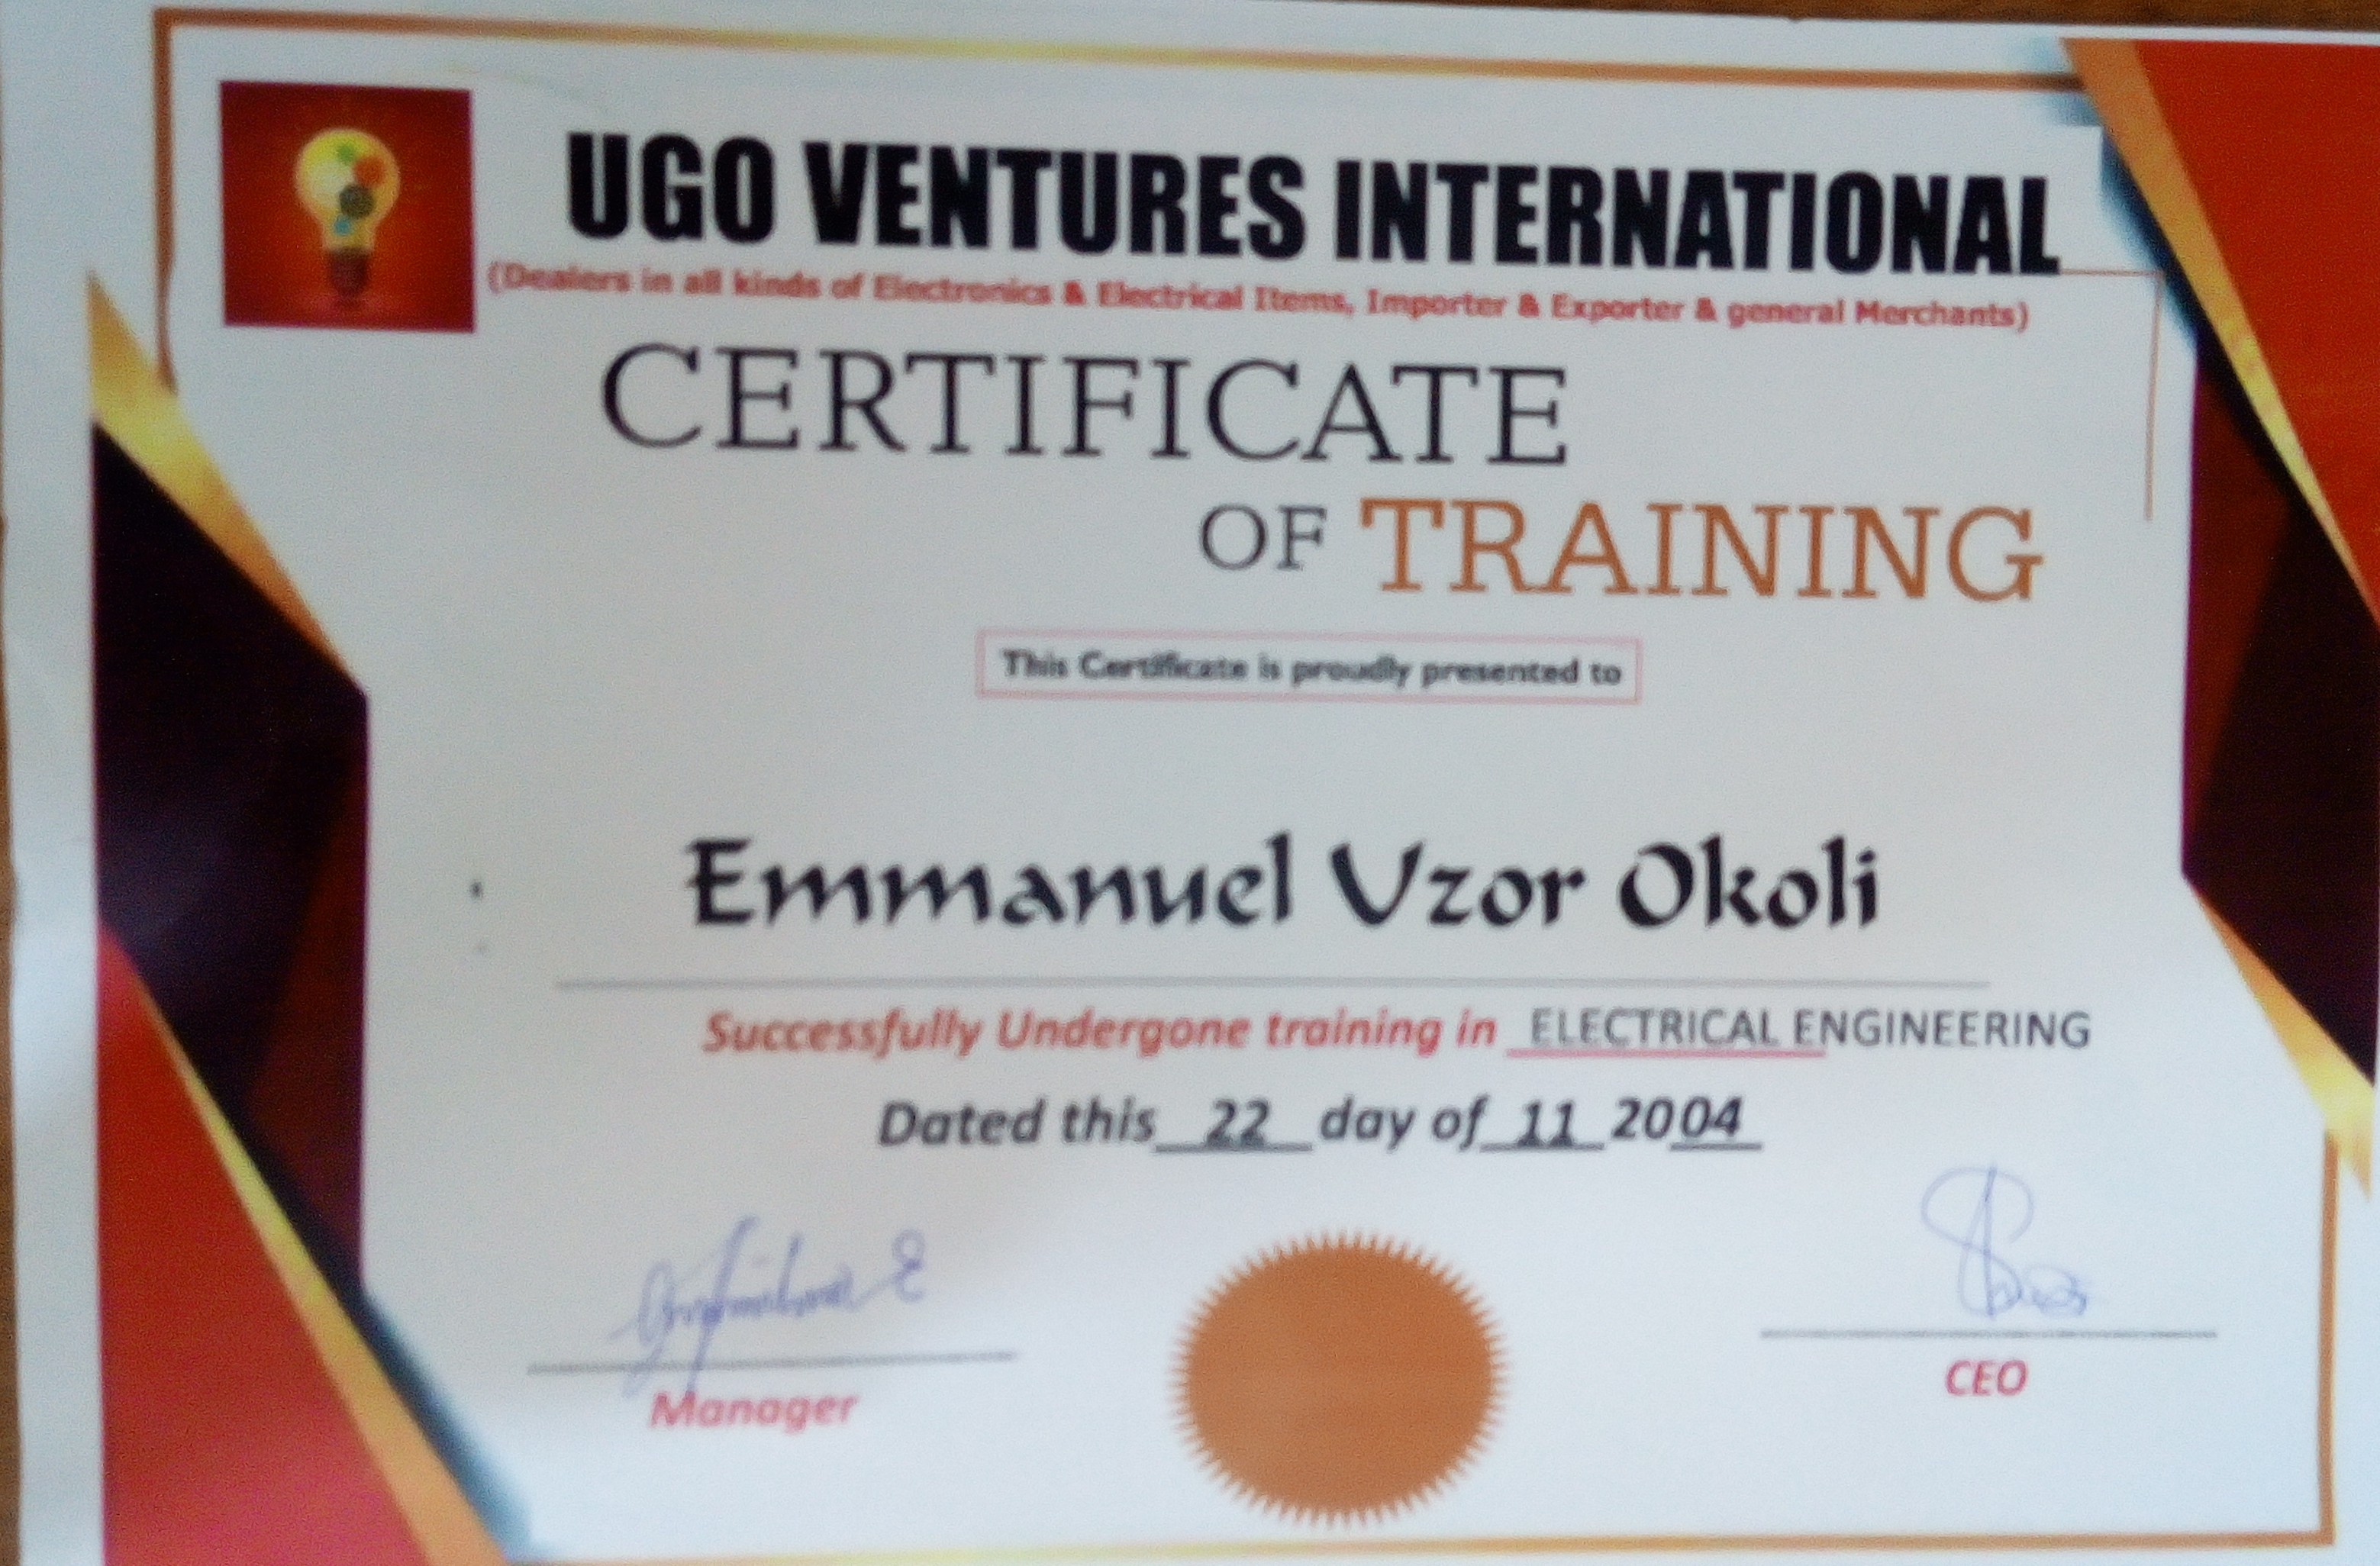 UGO VENTURES INTERNATIONAL
(Dealers in all kinds of Electronics & Electrical Items, Importer & Exporter & general Merchants)
CERTIFICATE
OF TRAINING
This Certificate is proudly presented to
Emmanuel Uzor Okoli
Successfully Undergone training in ELECTRICAL ENGINEERING
Dated this 22 day of 11 2004
Manager
CEO